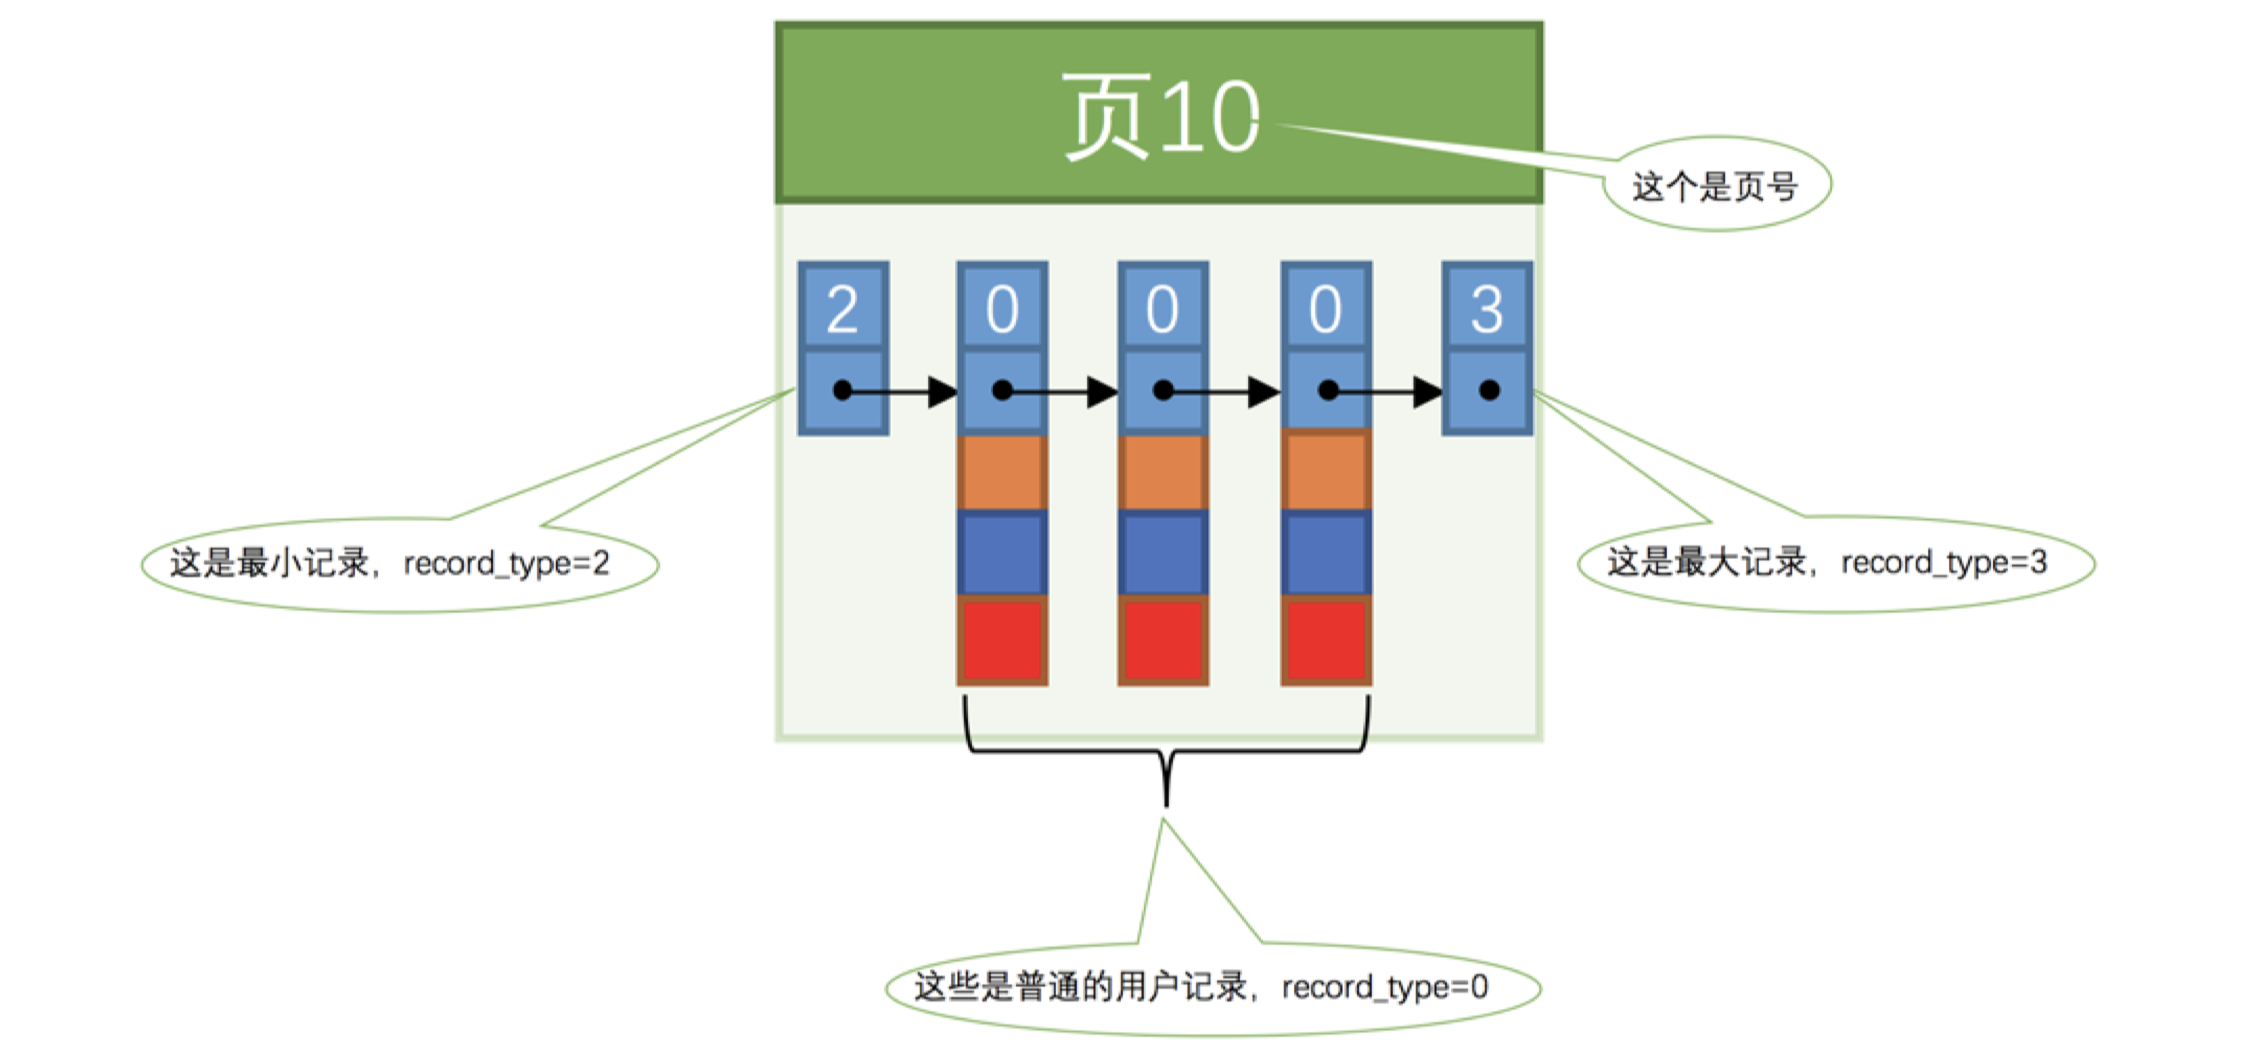 页10
这个是页号
2 0 0 0 3
这是最小记录，record_type=2
这是最大记录，record_type=3
这些是普通的用户记录，record_type=0